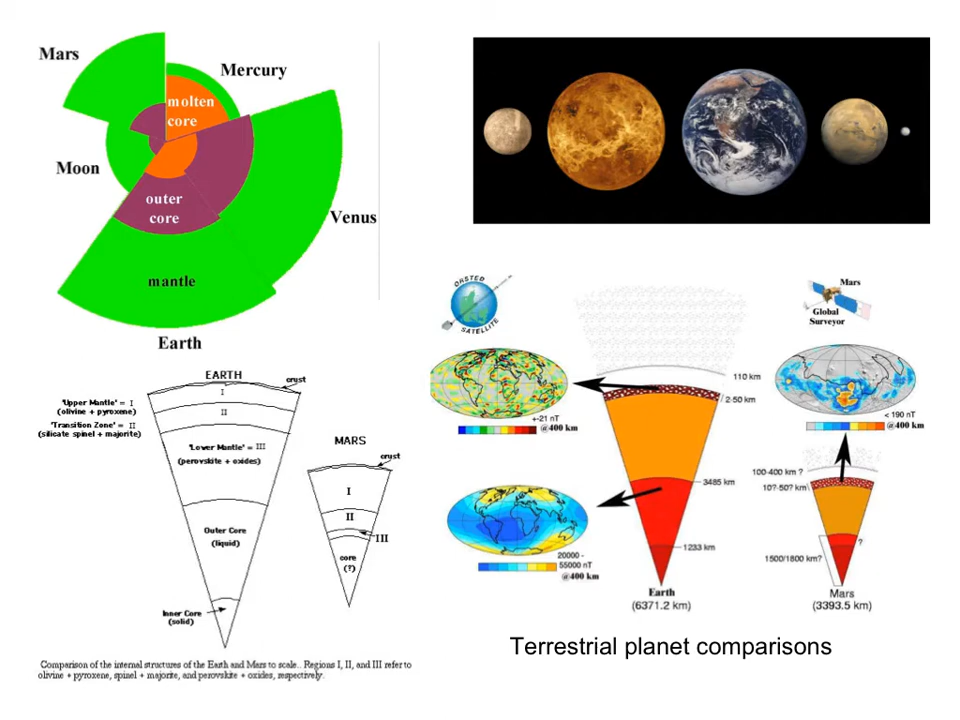 Mars
Mercury
molten
core
Moon
outer
core
Venus
mantle
Earth
EARTH
crust
I
'Upper Mantle' = I
(olivine + pyroxene)
II
'Transition Zone' = II
(silicate spinel + majorite)
'Lower Mantle' = III
(perovskite + oxides)
Outer Core
(liquid)
Inner Core
(solid)
MARS
crust
I
II
III
core
(?)
Comparison of the internal structures of the Earth and Mars to scale.. Regions I, II, and III refer to
olivine + pyroxene, spinel + majorite, and perovskite + oxides, respectively.
ORSTED
SATELLITE
+-21 nT
@400 km
20000 -
55000 nT
@400 km
110 km
2-50 km
3485 km
1233 km
Earth
(6371.2 km)
Mars
Global
Surveyor
< 190 nT
@400 km
100-400 km ?
10?-50? km
?
1500/1800 km?
Mars
(3393.5 km)
Terrestrial planet comparisons